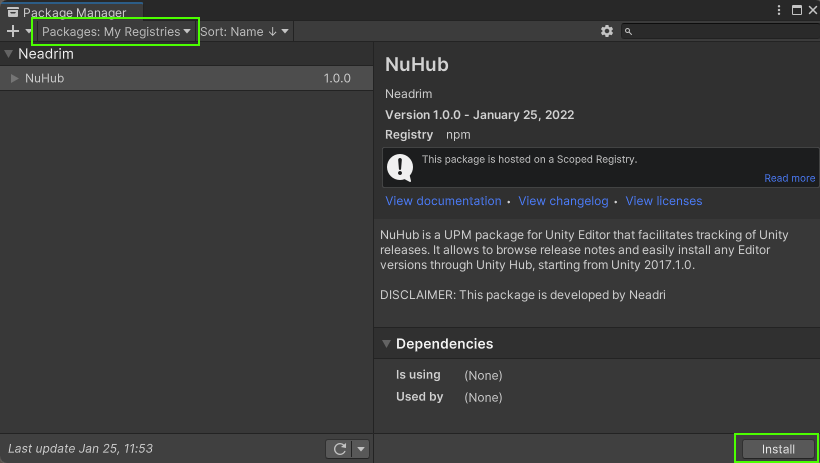 Package Manager
Packages: My Registries Sort: Name ↓
Neadrim
NuHub 1.0.0
NuHub
Neadrim
Version 1.0.0 - January 25, 2022
Registry npm
This package is hosted on a Scoped Registry.
Read more
View documentation • View changelog • View licenses
NuHub is a UPM package for Unity Editor that facilitates tracking of Unity
releases. It allows to browse release notes and easily install any Editor
versions through Unity Hub, starting from Unity 2017.1.0.
DISCLAIMER: This package is developed by Neadri
Dependencies
Is using (None)
Used by (None)
Last update Jan 25, 11:53
Install